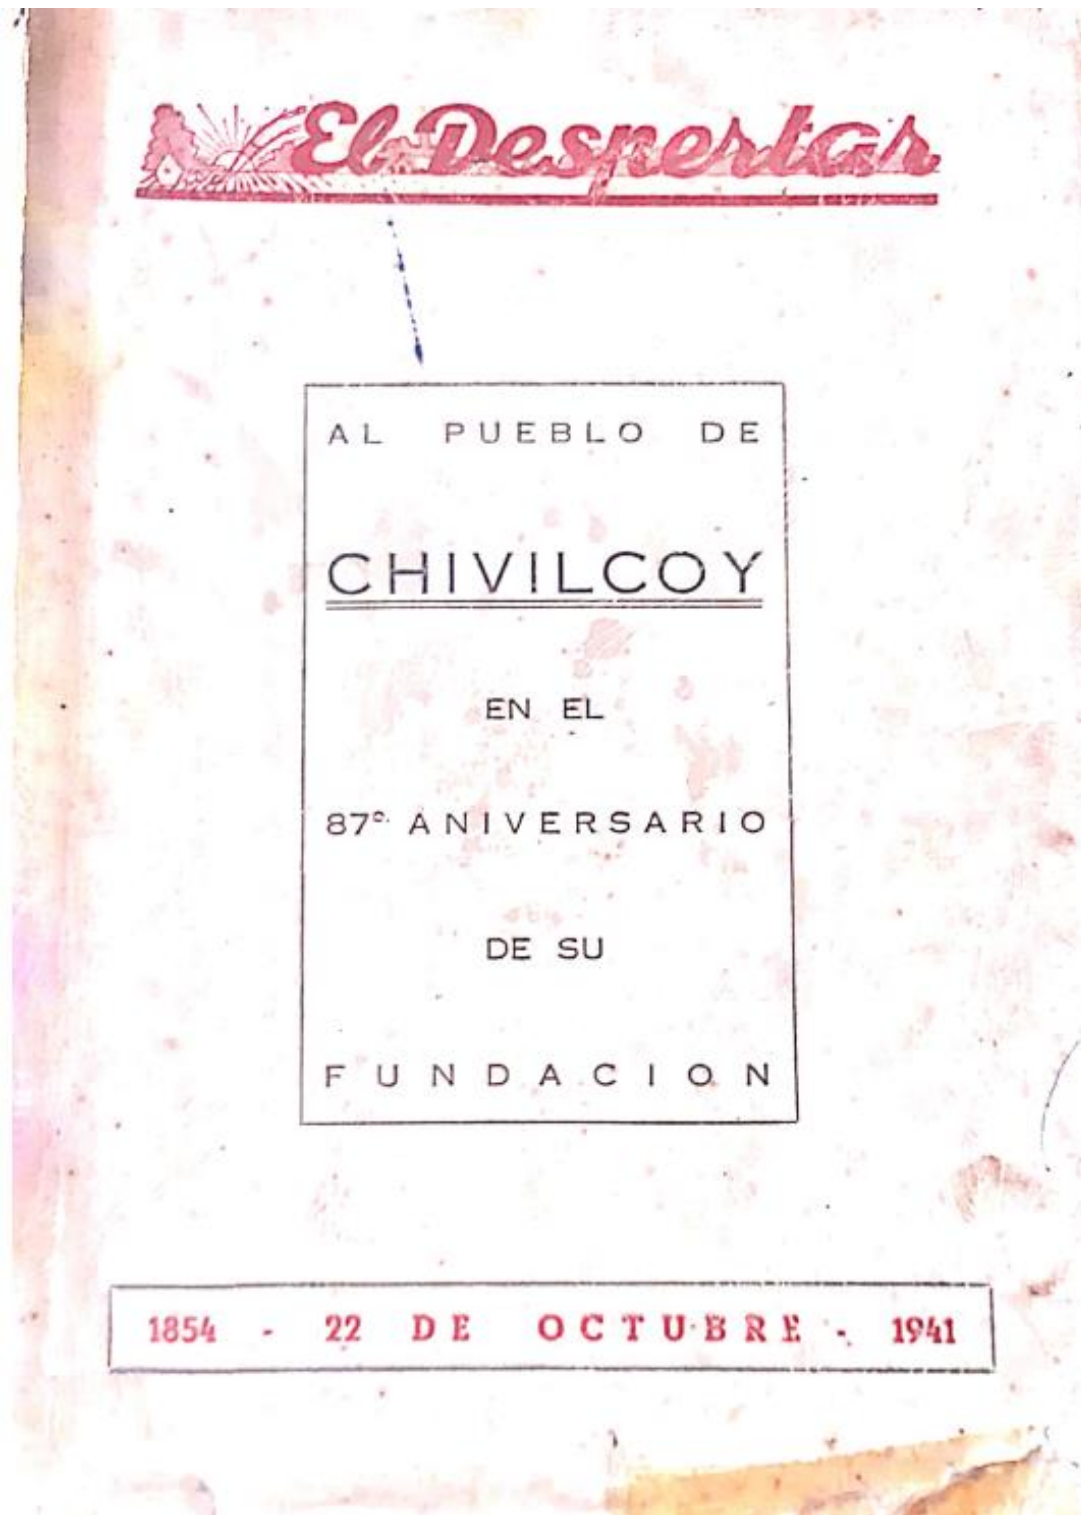 El Despertar
AL PUEBLO DE
CHIVILCOY
EN EL
87º ANIVERSARIO
DE SU
FUNDACION
1854 - 22 DE OCTUBRE - 1941